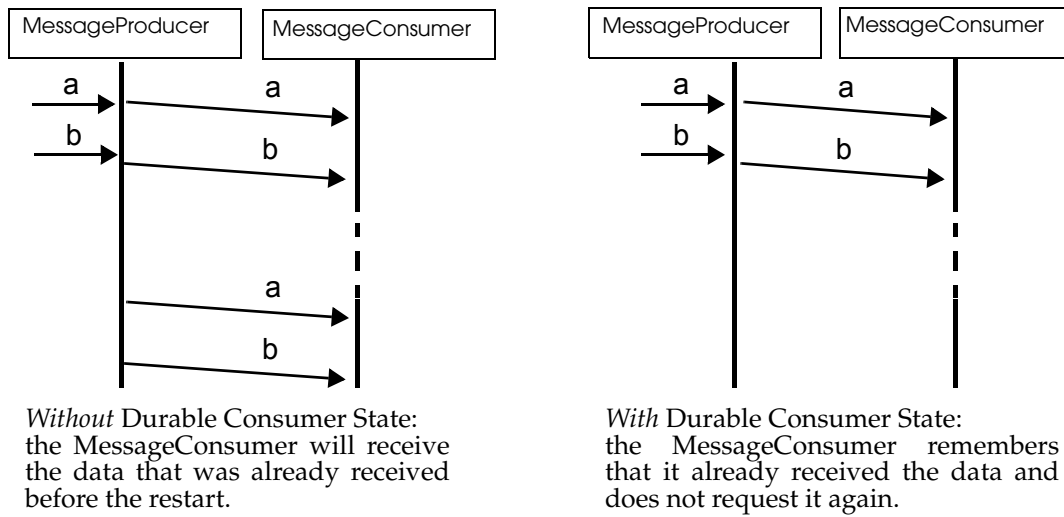 MessageProducer
MessageConsumer
a
a
b
b
a
b
Without Durable Consumer State:
the MessageConsumer will receive
the data that was already received
before the restart.
MessageProducer
MessageConsumer
a
a
b
b
With Durable Consumer State:
the MessageConsumer remembers
that it already received the data and
does not request it again.